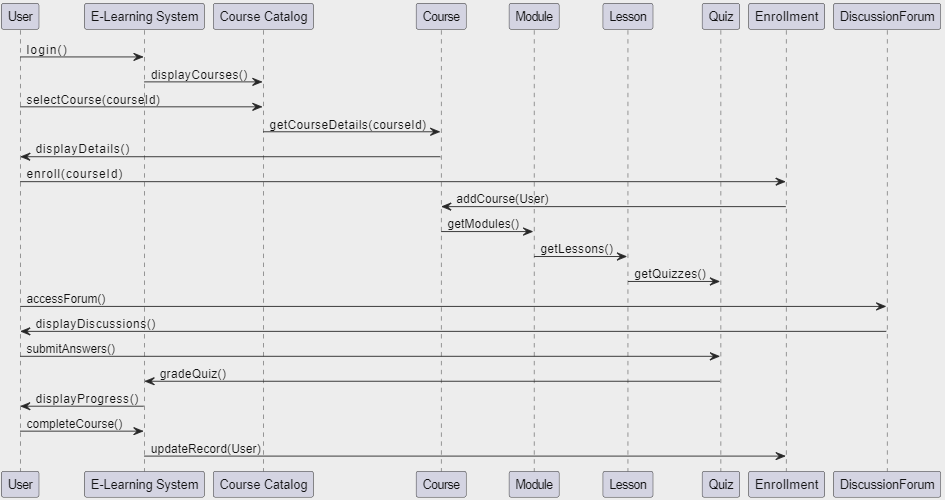 User E-Learning System Course Catalog Course Module Lesson Quiz Enrollment DiscussionForum
login()
displayCourses()
selectCourse(courseId)
getCourseDetails(courseId)
displayDetails()
enroll(courseId)
addCourse(User)
getModules()
getLessons()
getQuizzes()
accessForum()
displayDiscussions()
submitAnswers()
gradeQuiz()
displayProgress()
completeCourse()
updateRecord(User)
User E-Learning System Course Catalog Course Module Lesson Quiz Enrollment DiscussionForum